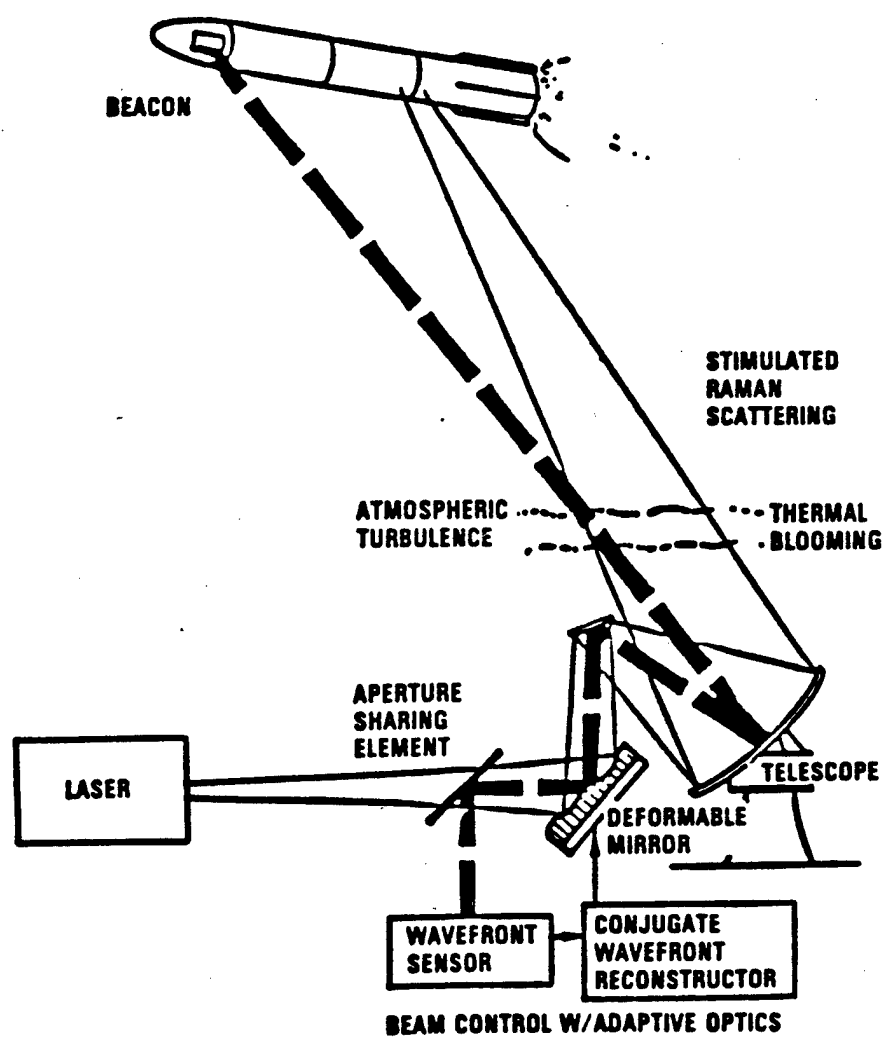 BEACON
STIMULATED
RAMAN
SCATTERING
ATMOSPHERIC
TURBULENCE
THERMAL
BLOOMING
APERTURE
SHARING
ELEMENT
LASER
TELESCOPE
DEFORMABLE
MIRROR
WAVEFRONT
SENSOR
CONJUGATE
WAVEFRONT
RECONSTRUCTOR
BEAM CONTROL W/ADAPTIVE OPTICS